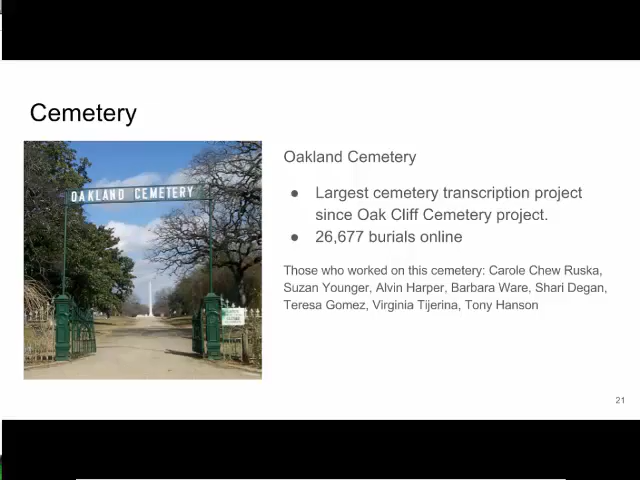 Cemetery
OAKLAND CEMETERY
Oakland Cemetery
● Largest cemetery transcription project
since Oak Cliff Cemetery project.
● 26,677 burials online
Those who worked on this cemetery: Carole Chew Ruska,
Suzan Younger, Alvin Harper, Barbara Ware, Shari Degan,
Teresa Gomez, Virginia Tijerina, Tony Hanson
21